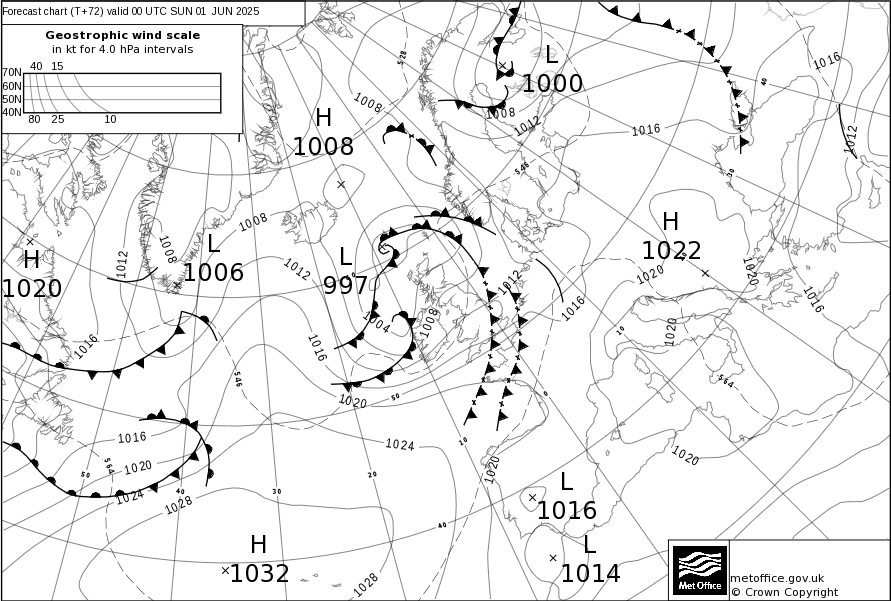 Forecast chart (T+72) valid 00 UTC SUN 01 JUN 2025
Geostrophic wind scale
in kt for 4.0 hPa intervals
40 15
70N
60N
50N
40N
80 25 10
528
L
1000
1016
40
1008
H
1008
1008
1012
1016
1012
546
30
H
1022
1008
L
1006
1008
1012
H
1020
L
997
1012
1020
1020
1012
1016
1016
1004
1008
1016
1016
1020
10
546
564
1020
50
0
1016
1024
10
1020
564
1020
50
1020
20
1024
40
30
1028
L
1016
40
H
1032
L
1014
1028
Met Office
metoffice.gov.uk
© Crown Copyright